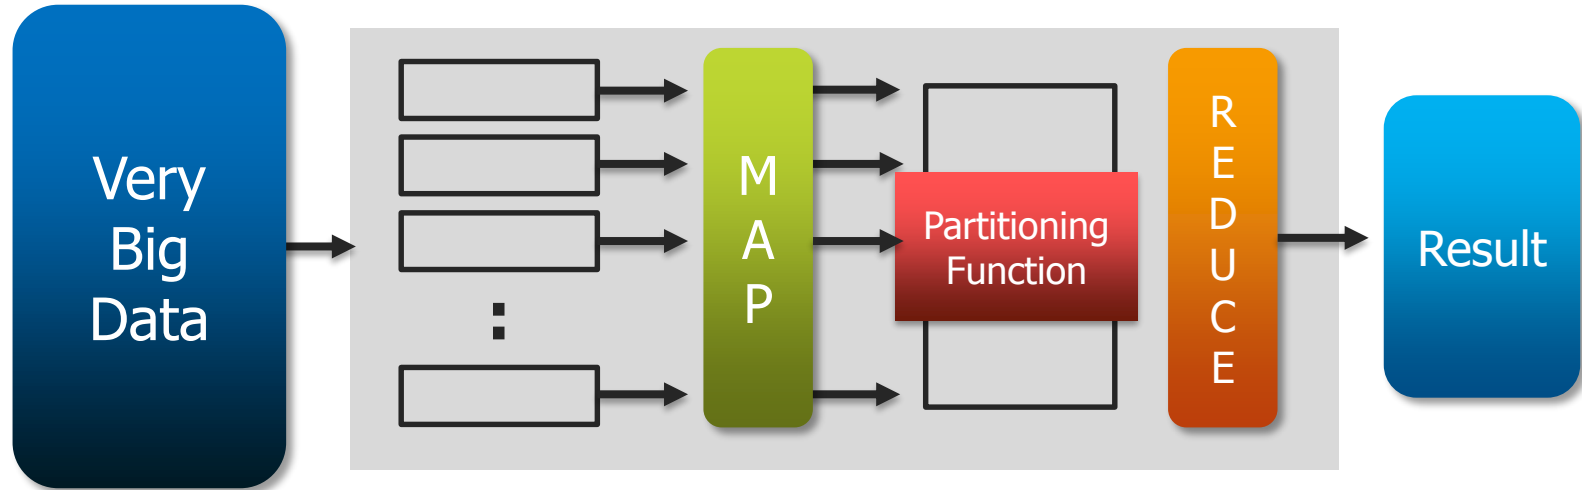 Very
Big
Data
M
A
P
Partitioning
Function
R
E
D
U
C
E
Result